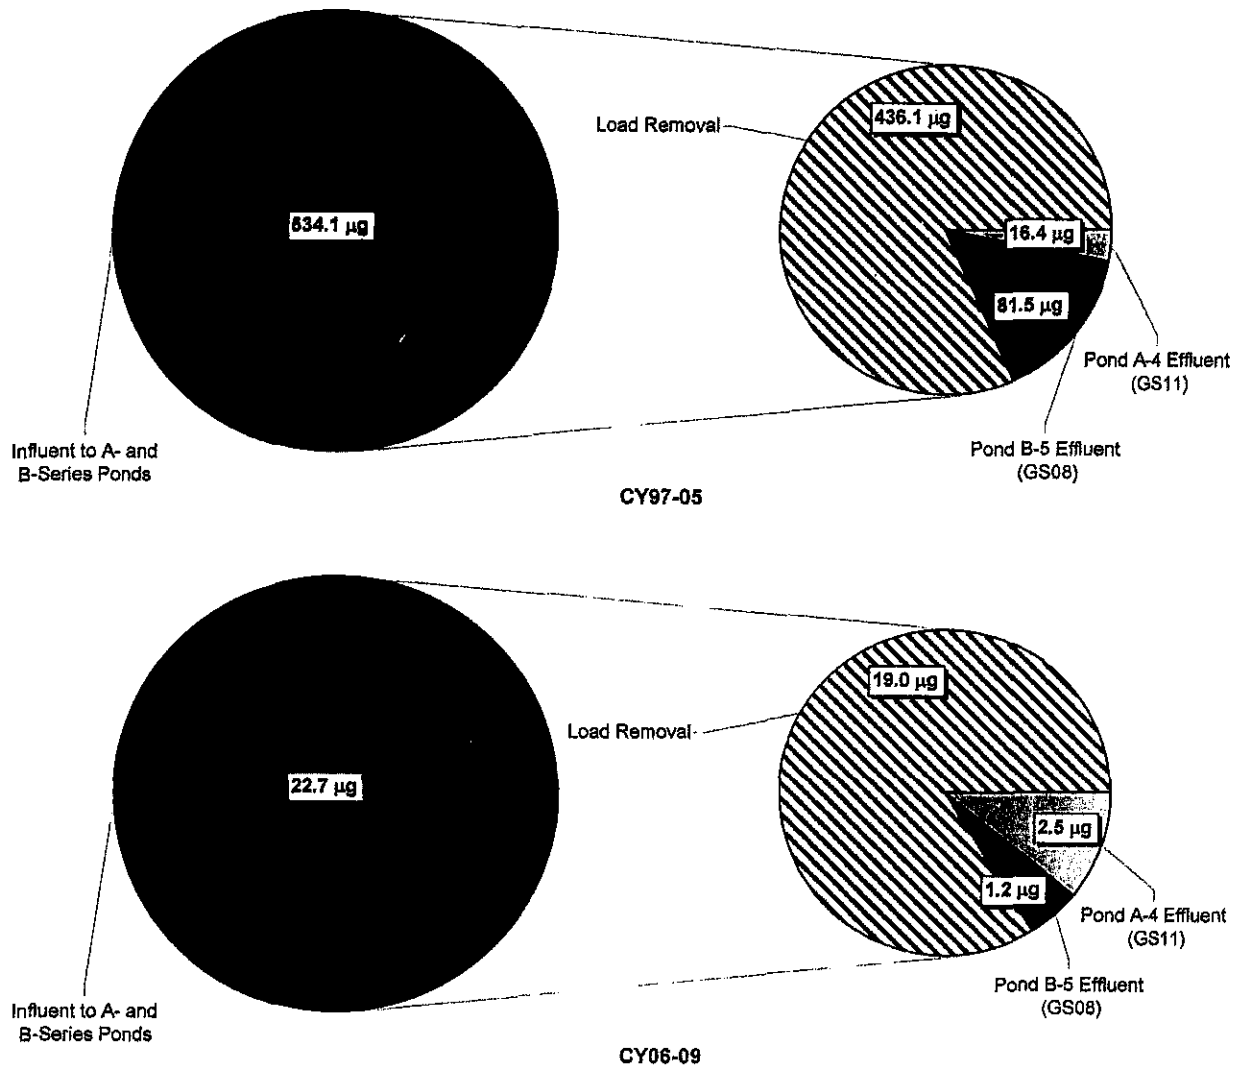 534.1 µg
436.1 µg
Load Removal
16.4 µg
81.5 µg
Pond A-4 Effluent
(GS11)
Pond B-5 Effluent
(GS08)
Influent to A- and
B-Series Ponds
CY97-05
22.7 µg
19.0 µg
Load Removal
2.5 µg
1.2 µg
Pond A-4 Effluent
(GS11)
Pond B-5 Effluent
(GS08)
Influent to A- and
B-Series Ponds
CY06-09